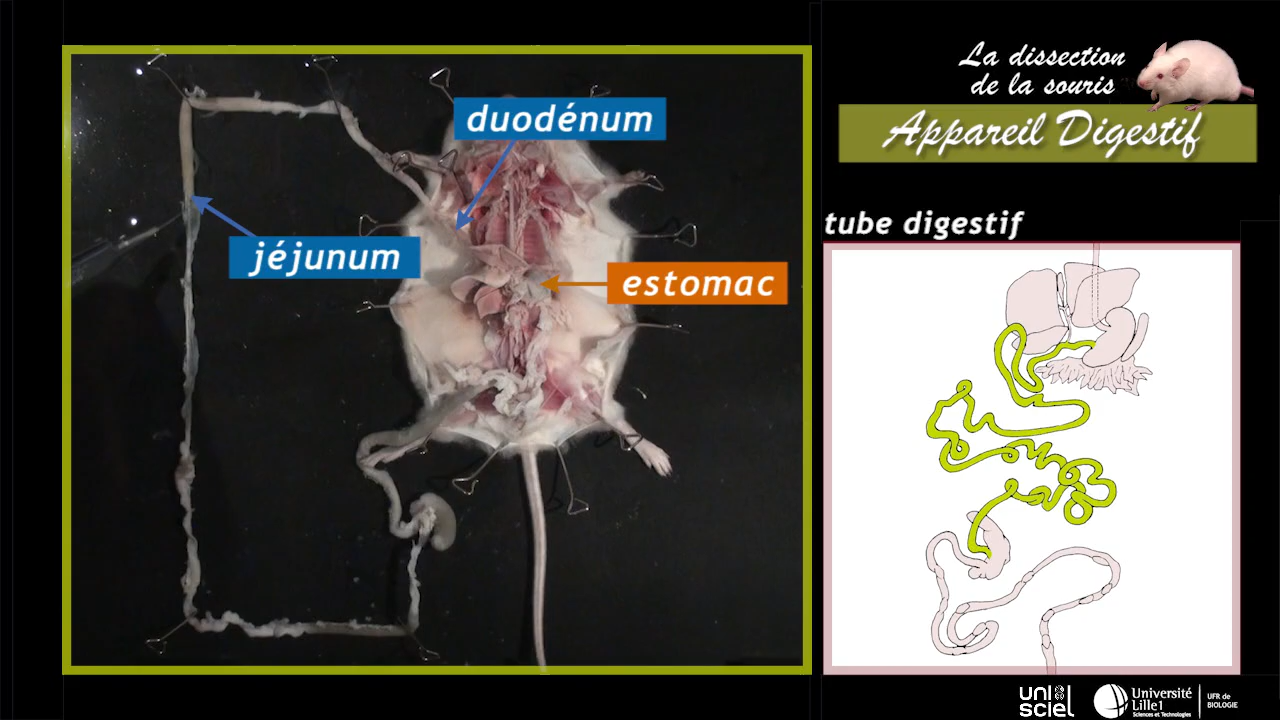 La dissection
de la souris
Appareil Digestif
duodénum
jéjunum
estomac
tube digestif
uni
sciel
Université
Lille1
Sciences et Technologies
UFR de
BIOLOGIE